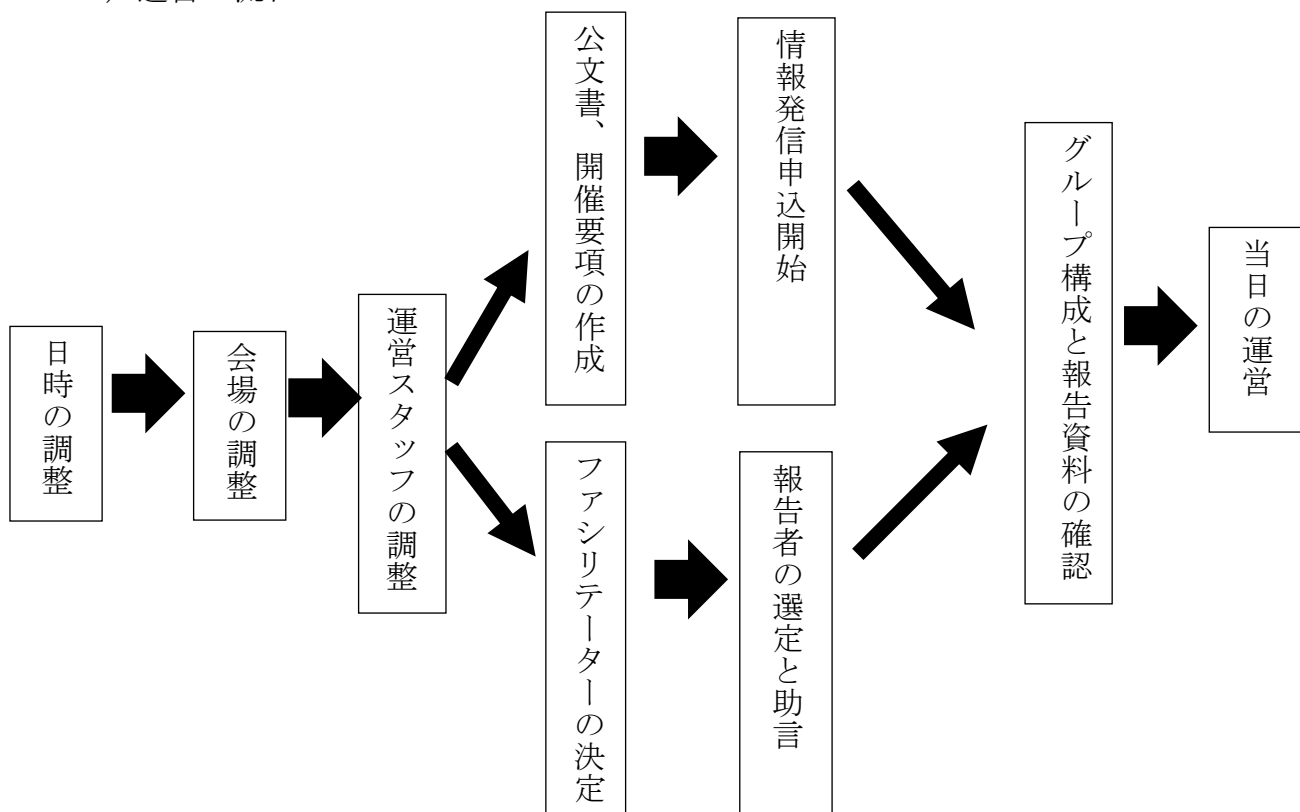 日時の調整
会場の調整
運営スタッフの調整
公文書、開催要項の作成
情報発信申込開始
ファシリテーターの決定
報告者の選定と助言
グループ構成と報告資料の確認
当日の運営